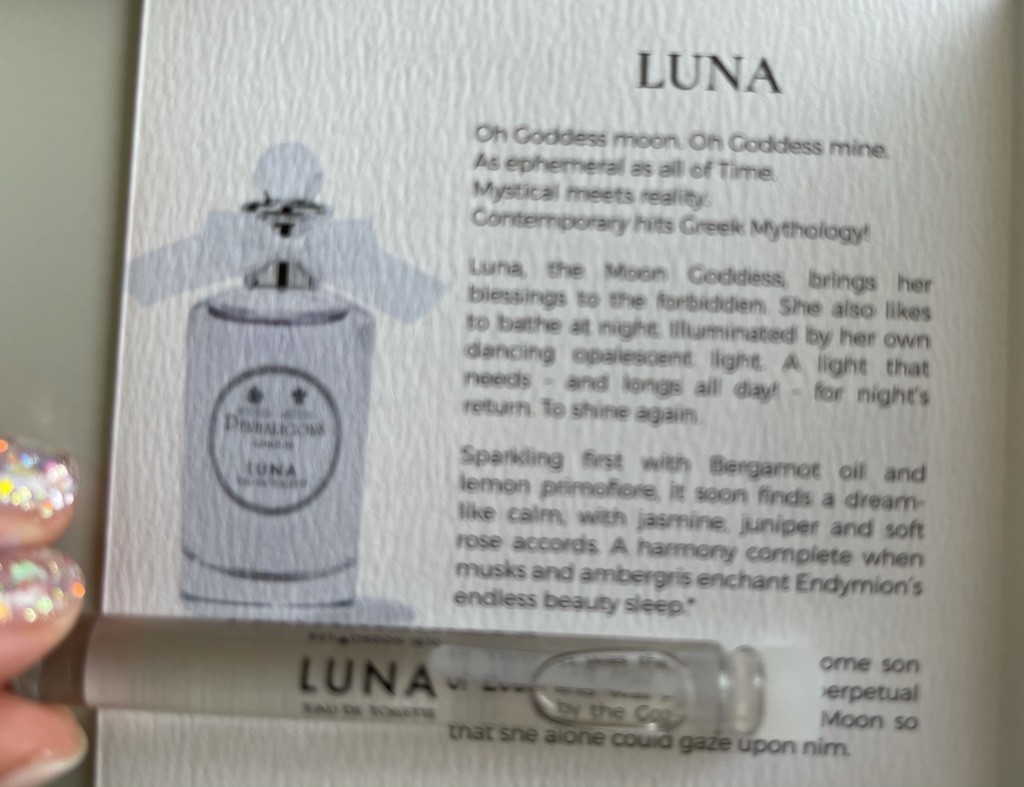 LUNA
Oh Goddess moon. Oh Goddess mine.
As ephemeral as all of Time.
Mystical meets reality.
Contemporary hits Greek Mythology!
Luna, the Moon Goddess, brings her
blessings to the forbidden. She also likes
to bathe at night. Illuminated by her own
dancing opalescent light. A light that
needs - and longs all day! - for night's
return. To shine again.
Sparkling first with Bergamot oil and
lemon primofiore, it soon finds a dream-
like calm, with jasmine, juniper and soft
rose accords. A harmony complete when
musks and ambergris enchant Endymion's
endless beauty sleep.*
ome son
erpetual
by the
Moon so
that she alone could gaze upon him.
PENHALIGON'S
LUNA
LUNA
EAU DE TOILETTE